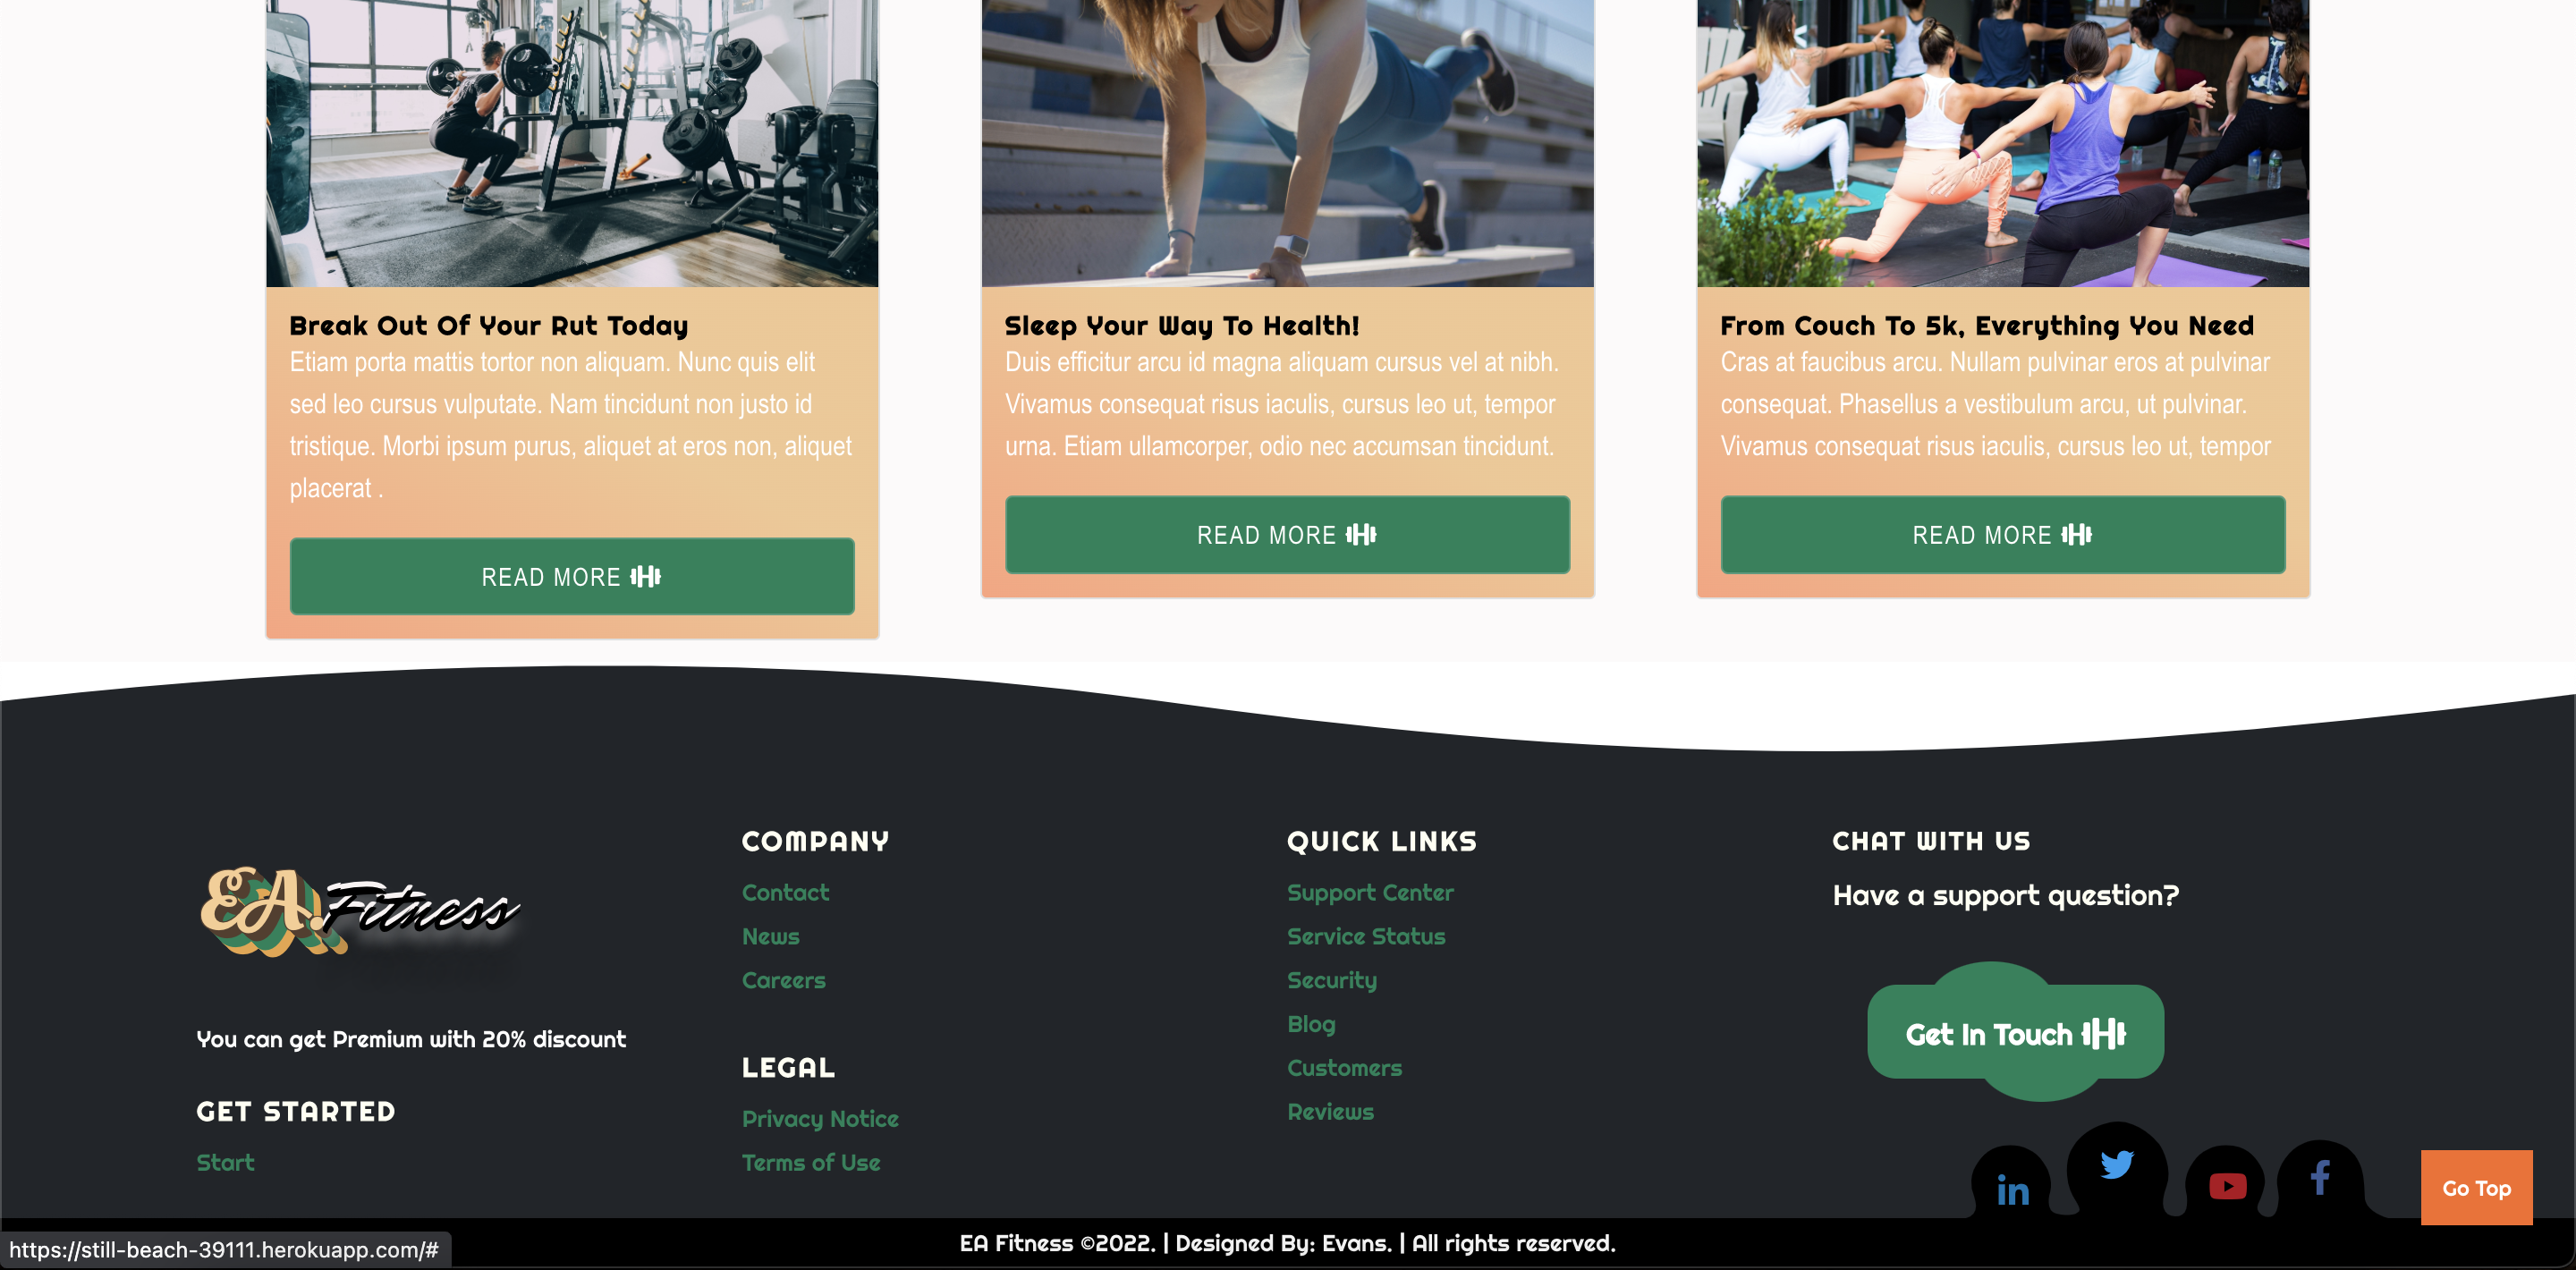 Break Out Of Your Rut Today
Etiam porta mattis tortor non aliquam. Nunc quis elit
sed leo cursus vulputate. Nam tincidunt non justo id
tristique. Morbi ipsum purus, aliquet at eros non, aliquet
placerat .
READ MORE
Sleep Your Way To Health!
Duis efficitur arcu id magna aliquam cursus vel at nibh.
Vivamus consequat risus iaculis, cursus leo ut, tempor
urna. Etiam ullamcorper, odio nec accumsan tincidunt.
READ MORE
From Couch To 5k, Everything You Need
Cras at faucibus arcu. Nullam pulvinar eros at pulvinar
consequat. Phasellus a vestibulum arcu, ut pulvinar.
Vivamus consequat risus iaculis, cursus leo ut, tempor
READ MORE
EA. Fitness
You can get Premium with 20% discount
GET STARTED
Start
COMPANY
Contact
News
Careers
LEGAL
Privacy Notice
Terms of Use
QUICK LINKS
Support Center
Service Status
Security
Blog
Customers
Reviews
CHAT WITH US
Have a support question?
Get In Touch
in
f
Go Top
EA Fitness ©2022. | Designed By: Evans. | All rights reserved.
https://still-beach-39111.herokuapp.com/#